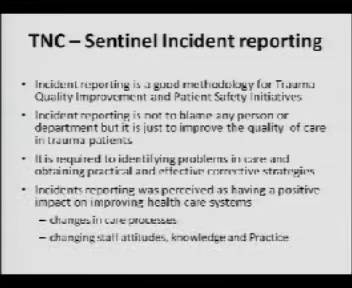 TNC – Sentinel Incident reporting
• Incident reporting is a good methodology for Trauma
Quality Improvement and Patient Safety Initiatives
• Incident reporting is not to blame any person or
department but it is just to improve the quality of care
in trauma patients
• It is required to identifying problems in care and
obtaining practical and effective corrective strategies
• Incidents reporting was perceived as having a positive
impact on improving health care systems
– changes in care processes
– changing staff attitudes, knowledge and Practice